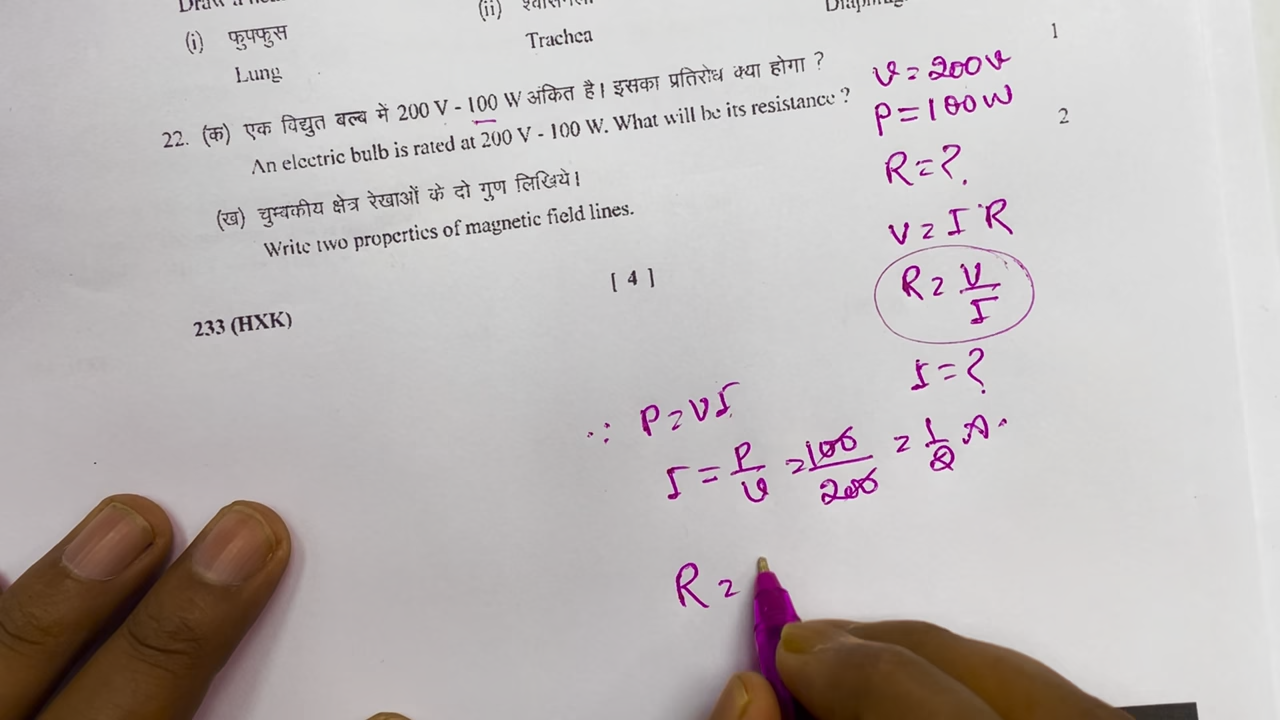 (i) फुफ्फुस
Lung
(ii)
Trachea
1
22. (क) एक विद्युत बल्ब में 200 V - 100 W अंकित है। इसका प्रतिरोध क्या होगा ?
An electric bulb is rated at 200 V - 100 W. What will be its resistance ?
2
(ख) चुम्बकीय क्षेत्र रेखाओं के दो गुण लिखिये।
Write two properties of magnetic field lines.
[ 4 ]
233 (HXK)
V = 200V
P = 100W
R = ?
V = I R
R = V/I
I = ?
∵ P = VI
I = P/V = 100/200 = 1/2 A.
R =